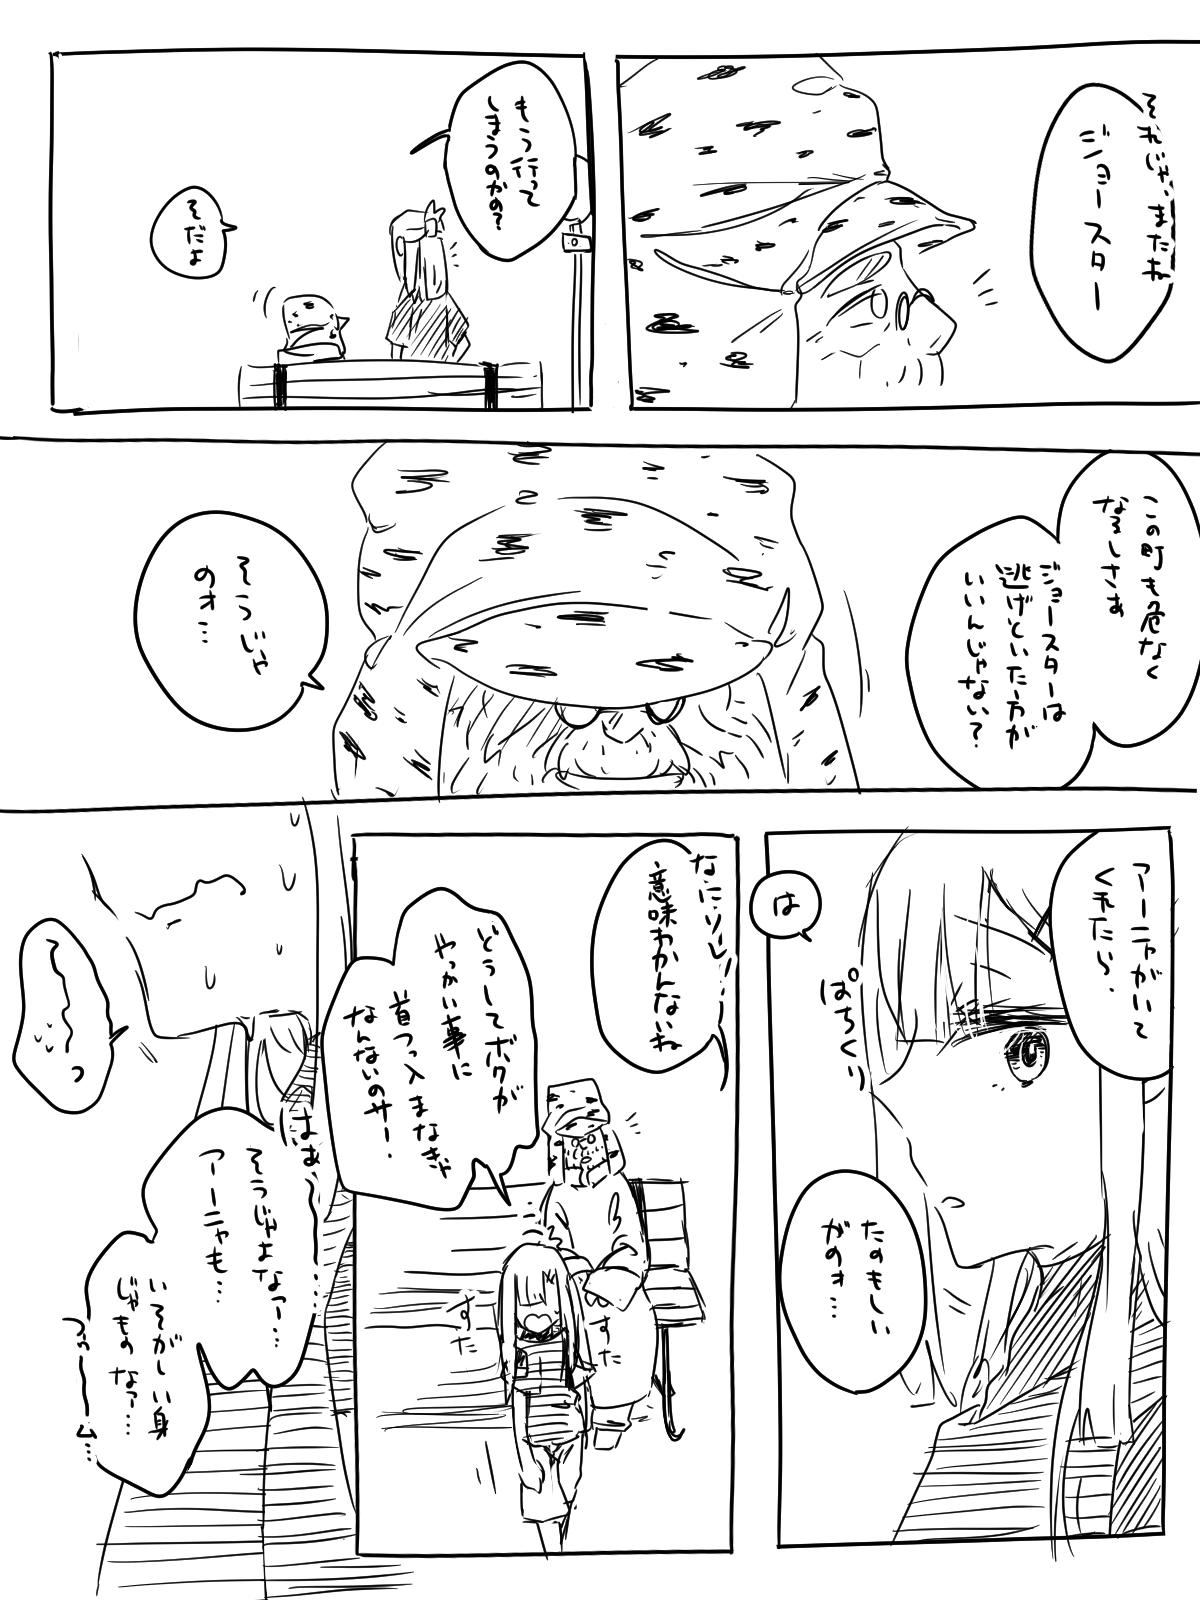 それじゃ、またね
ジョースター
もう行って
しまうのかの?
そだよ
この町も危なく
なるしさぁ
ジョースターは
逃げといた方が
いいんじゃない?
そうじゃ
のォ…
アーニャがいて
くれたら、
は
ぱちくり
たのもしい
がのォ…
なにソレ
意味わかんないね
どうしてボクが
やっかい事に
首つっ入まなきゃ
なんないのサ!
すた
すた
っ
はぁ〜…
そうじゃよなァ…
アーニャも…
いそがしい身
じゃものなァ…
ム…